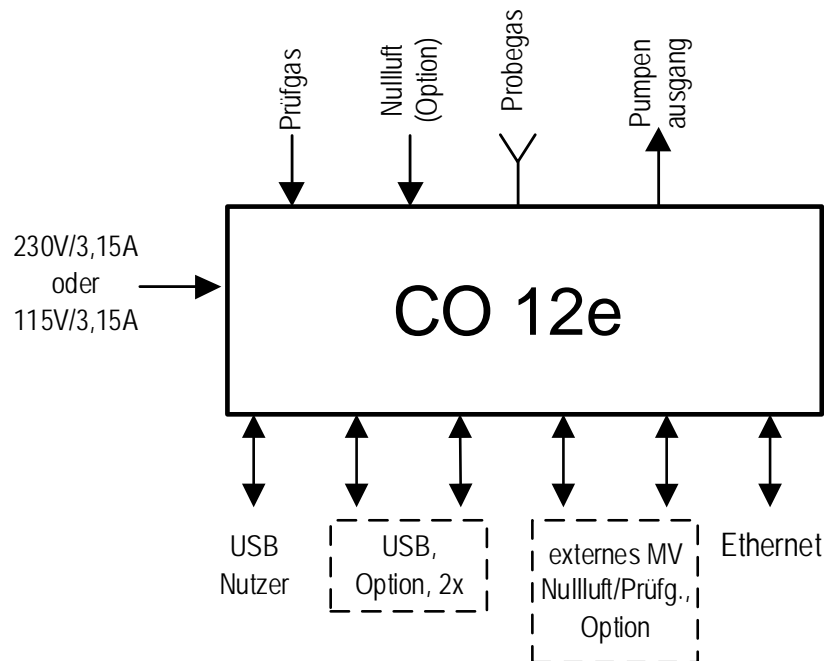 Prüfgas
Nullluft
(Option)
Probegas
Pumpen
ausgang
230V/3,15A
oder
115V/3,15A
CO 12e
USB
Nutzer
USB,
Option, 2x
externes MV
Nullluft/Prüfg.,
Option
Ethernet